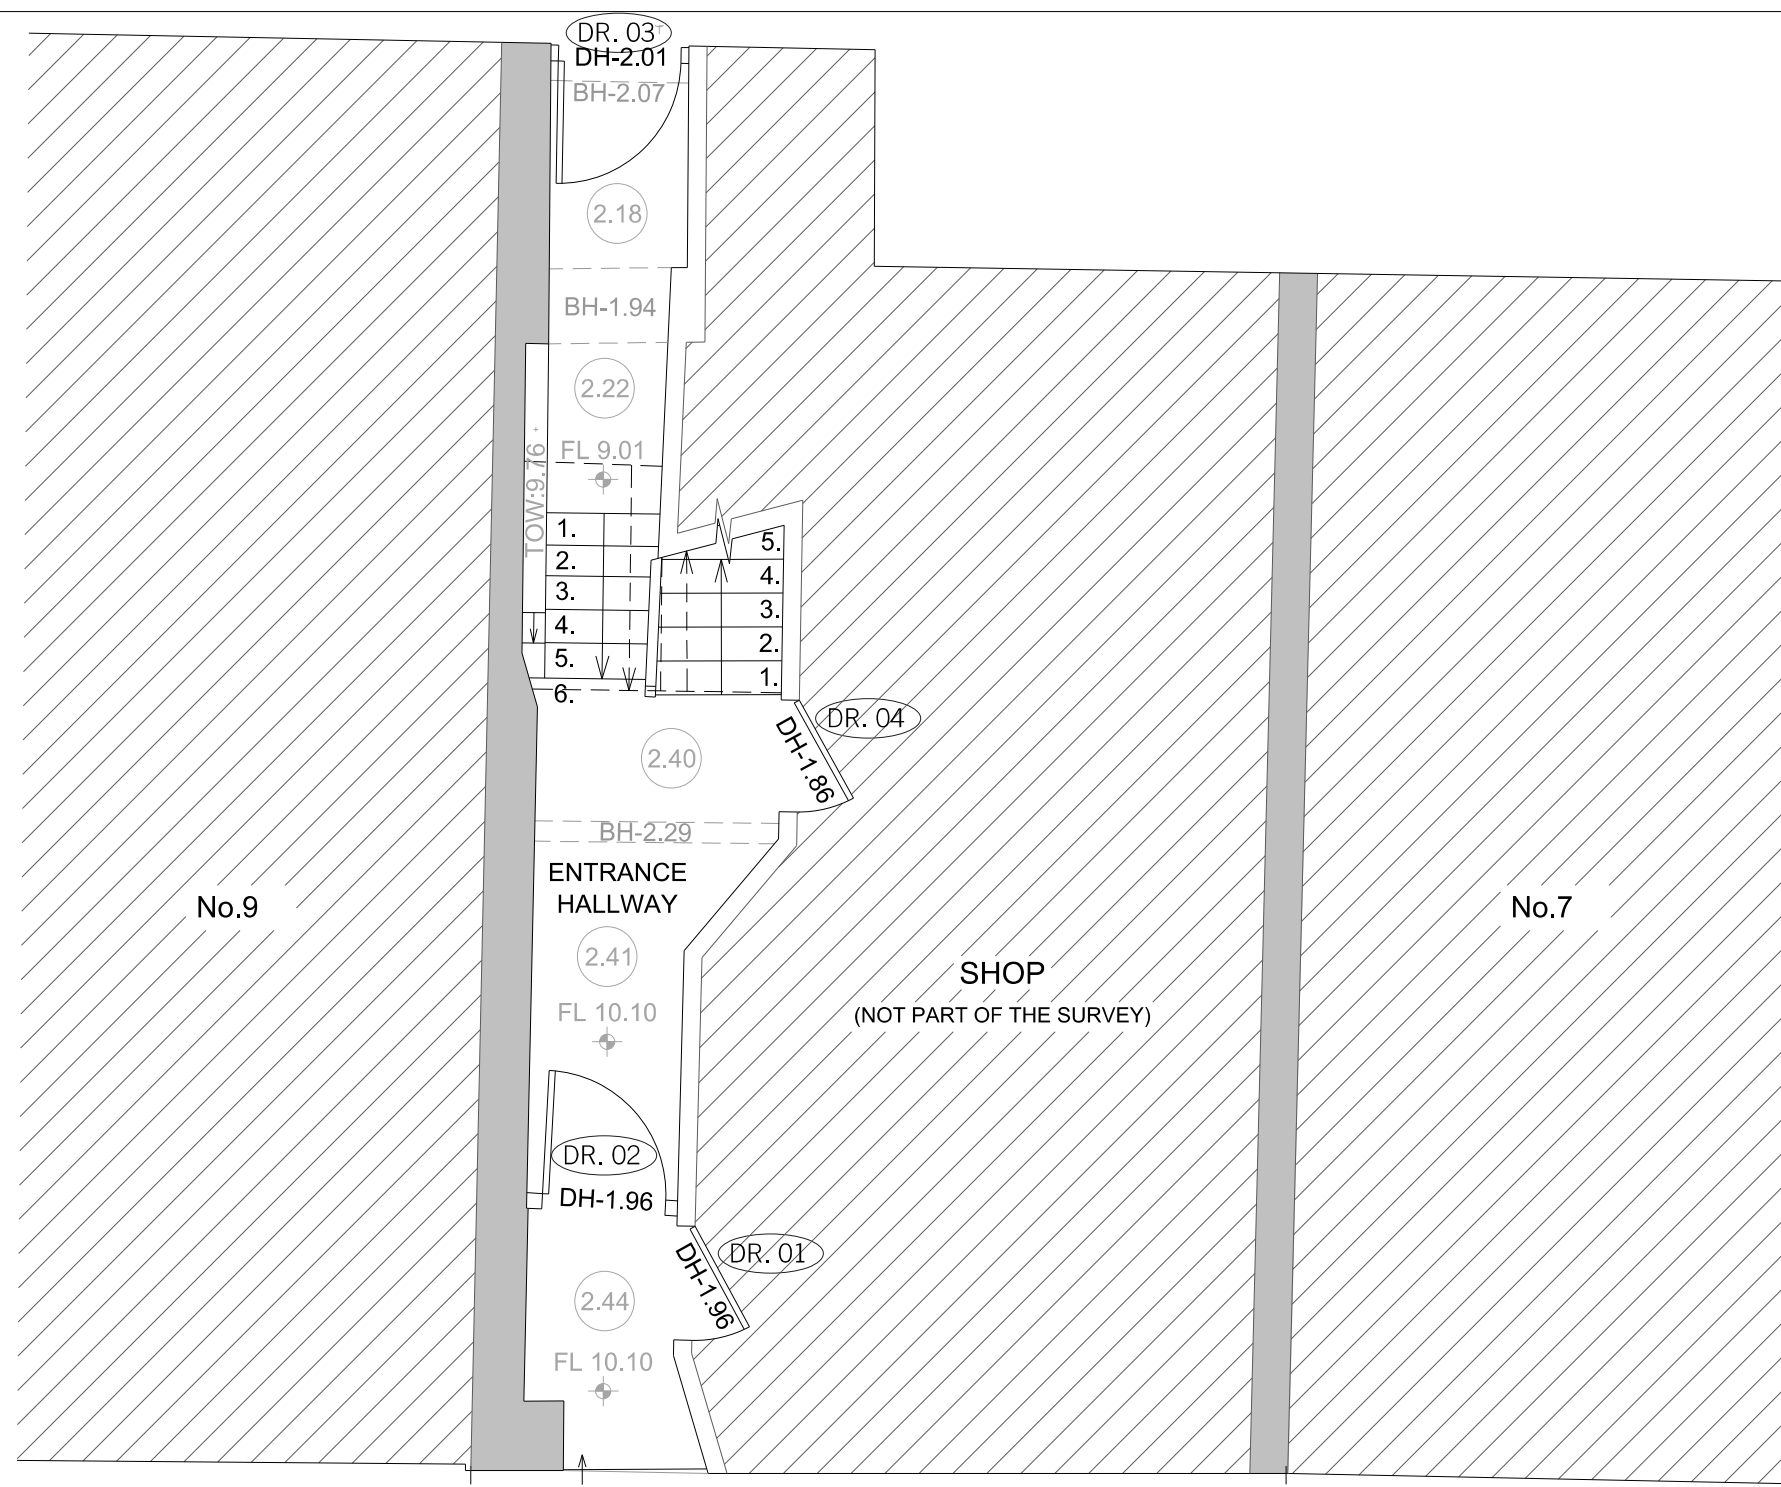 DR. 03
DH-2.01
BH-2.07
2.18
BH-1.94
2.22
FL 9.01
TOW:9.76
1.
2.
3.
4.
5.
6.
5.
4.
3.
2.
1.
DR. 04
DH-1.86
2.40
BH-2.29
ENTRANCE
HALLWAY
No.9
No.7
2.41
SHOP
FL 10.10
(NOT PART OF THE SURVEY)
DR. 02
DH-1.96
DR. 01
DH-1.96
2.44
FL 10.10